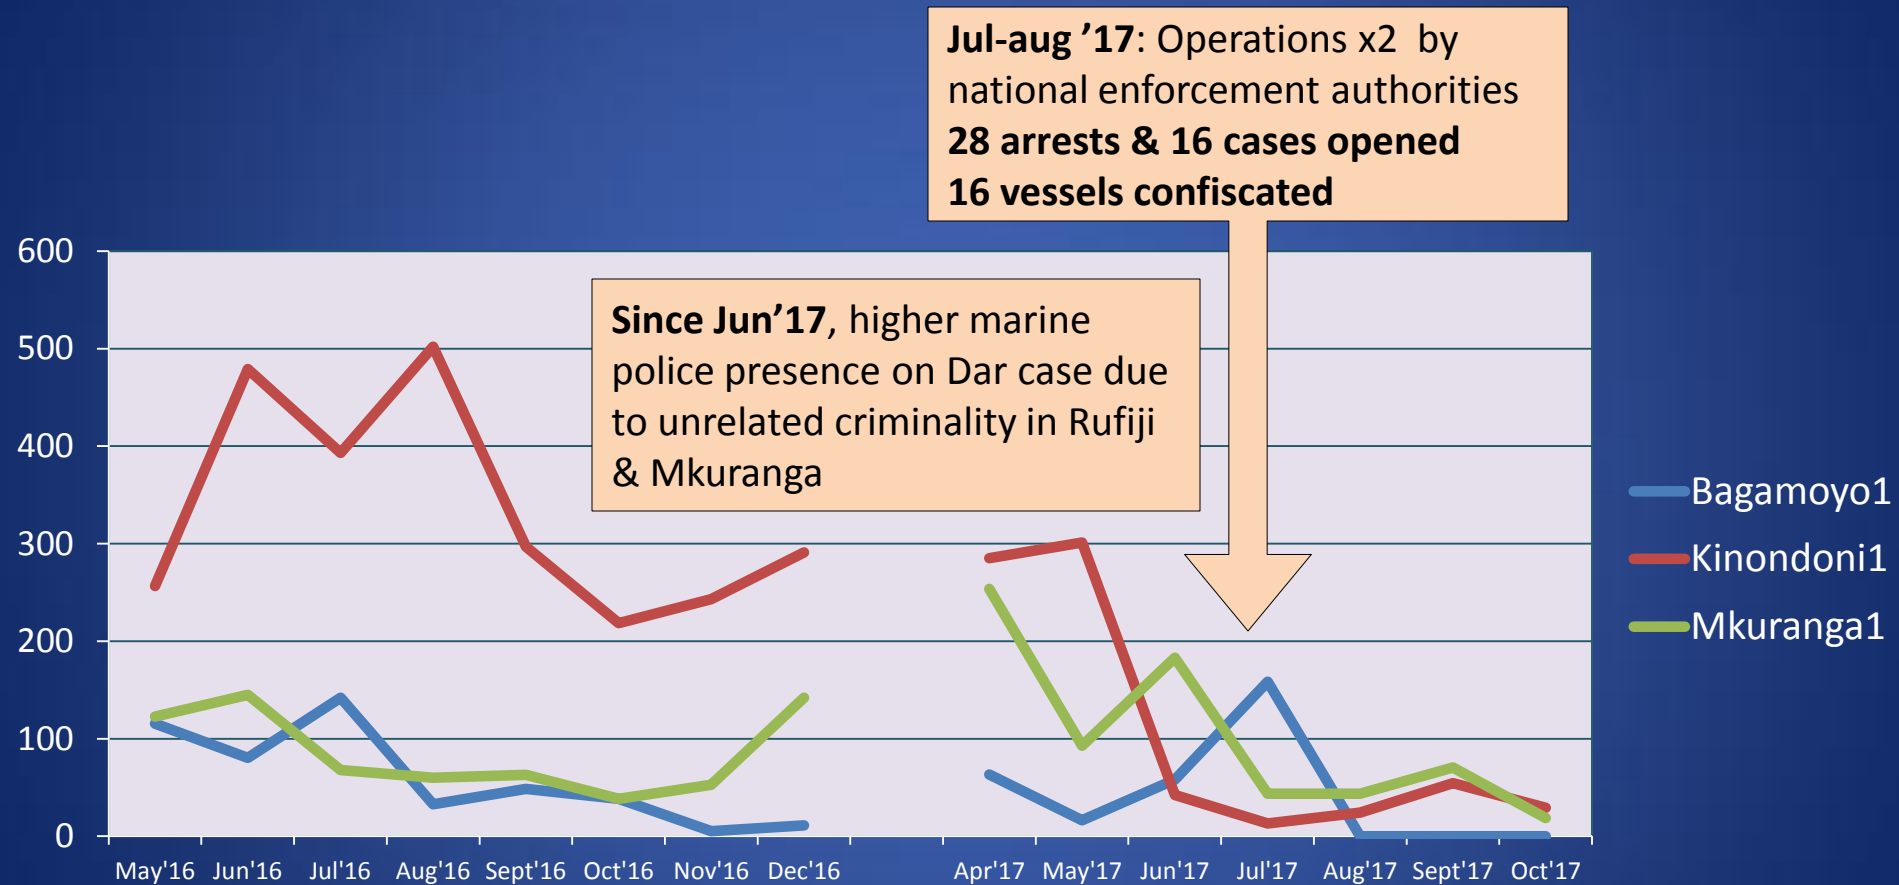 Jul-aug ’17: Operations x2 by
national enforcement authorities
28 arrests & 16 cases opened
16 vessels confiscated
Since Jun’17, higher marine
police presence on Dar case due
to unrelated criminality in Rufiji
& Mkuranga
600
500
400
300
200
100
0
May'16 Jun'16 Jul'16 Aug'16 Sept'16 Oct'16 Nov'16 Dec'16 Apr'17 May'17 Jun'17 Jul'17 Aug'17 Sept'17 Oct'17
Bagamoyo1
Kinondoni1
Mkuranga1